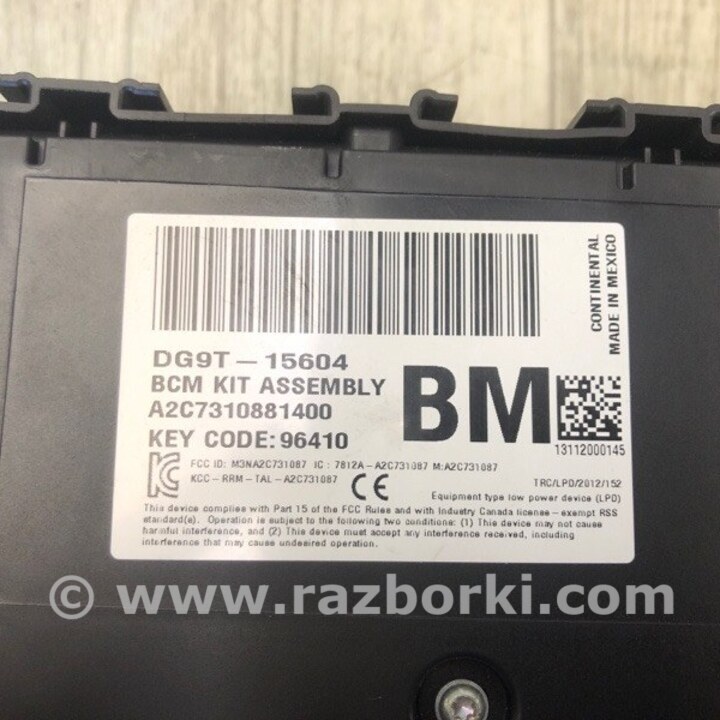 CONTINENTAL
MADE IN MEXICO
DG9T-15604
BCM KIT ASSEMBLY
A2C7310881400
KEY CODE: 96410
BM
13112000145
FCC ID: M3NA2C731087 IC : 7812A-A2C731087 M:A2C731087
KCC-RRM-TAL-A2C731087
CE
TRC/LPD/2012/152
Equipment type low power device (LPD)
This device complies with Part 15 of the FCC Rules and with Industry Canada license-exempt RSS
standard(s). Operation is subject to the following two conditions: (1) This device may not cause
harmful interference, and (2) This device must accept any interference received, including
interference that may cause undesired operation.
© www.razborki.com